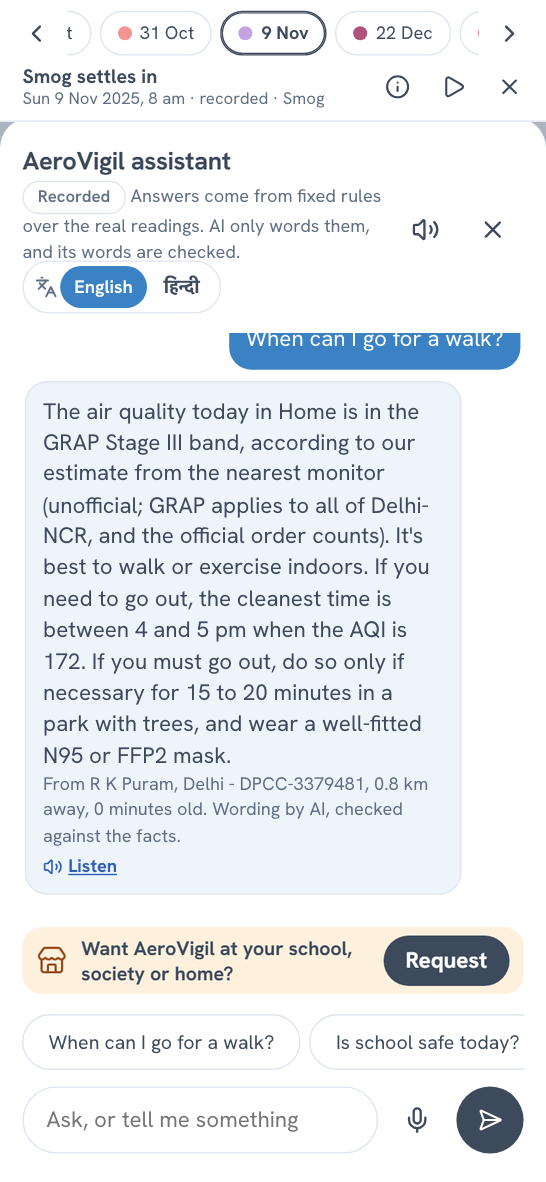 t
31 Oct
9 Nov
22 Dec
Smog settles in
Sun 9 Nov 2025, 8 am · recorded · Smog
AeroVigil assistant
Recorded Answers come from fixed rules
over the real readings. AI only words them,
and its words are checked.
English हिन्दी
When can I go for a walk?
The air quality today in Home is in the
GRAP Stage III band, according to our
estimate from the nearest monitor
(unofficial; GRAP applies to all of Delhi-
NCR, and the official order counts). It's
best to walk or exercise indoors. If you
need to go out, the cleanest time is
between 4 and 5 pm when the AQI is
172. If you must go out, do so only if
necessary for 15 to 20 minutes in a
park with trees, and wear a well-fitted
N95 or FFP2 mask.
From R K Puram, Delhi - DPCC-3379481, 0.8 km
away, 0 minutes old. Wording by AI, checked
against the facts.
Listen
Want AeroVigil at your school,
society or home?
Request
When can I go for a walk?
Is school safe today?
Ask, or tell me something